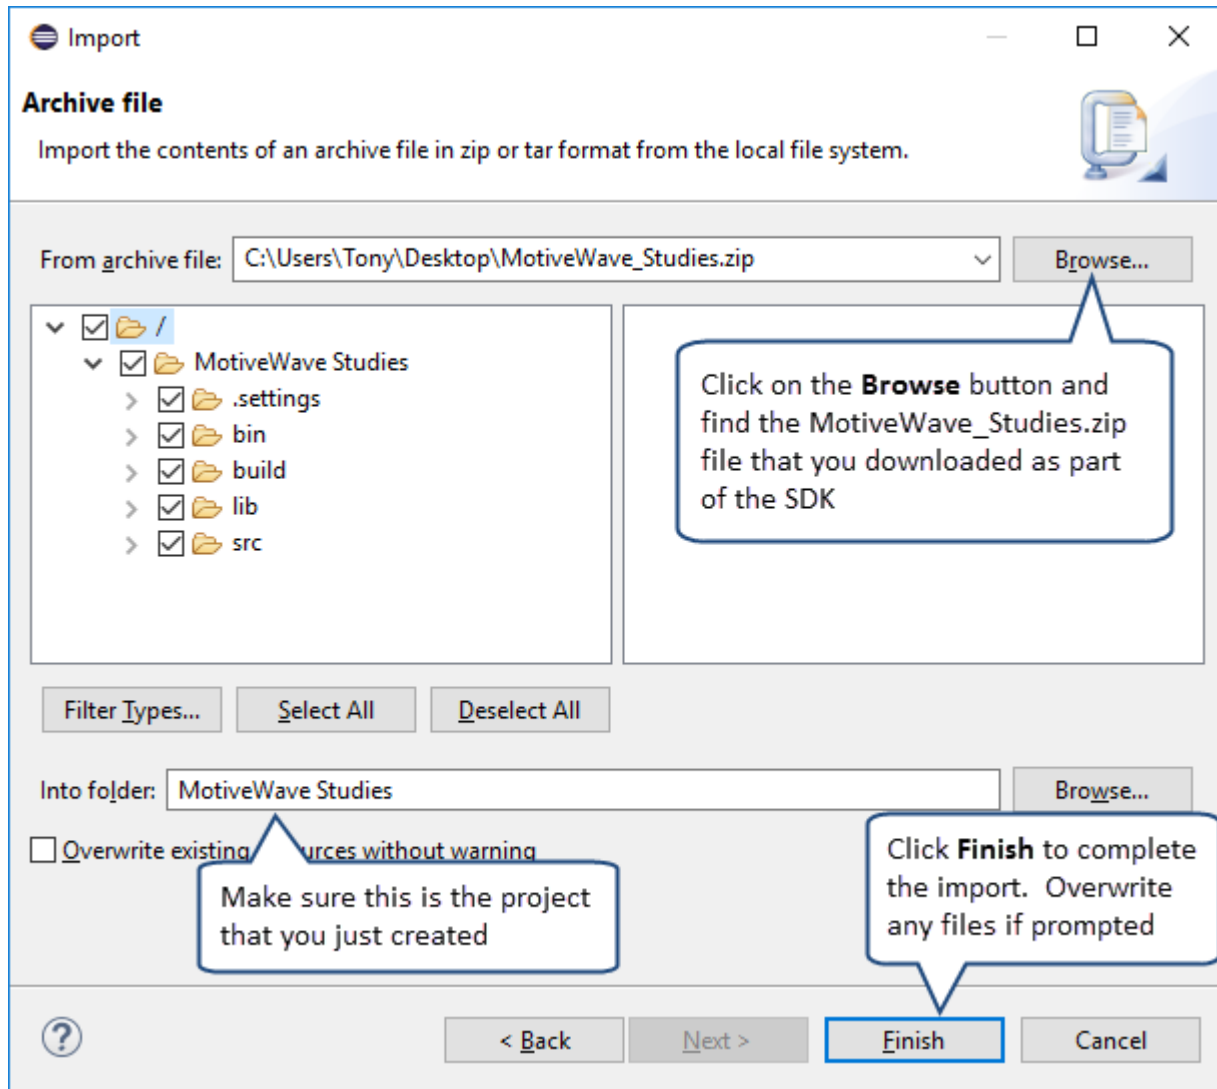 Import
Archive file
Import the contents of an archive file in zip or tar format from the local file system.
From archive file: C:\Users\Tony\Desktop\MotiveWave_Studies.zip Browse...
/
MotiveWave Studies
.settings
bin
build
lib
src
Click on the Browse button and
find the MotiveWave_Studies.zip
file that you downloaded as part
of the SDK
Filter Types... Select All Deselect All
Into folder: MotiveWave Studies Browse...
Overwrite existing urces without warning
Make sure this is the project
that you just created
Click Finish to complete
the import. Overwrite
any files if prompted
? < Back Next > Finish Cancel